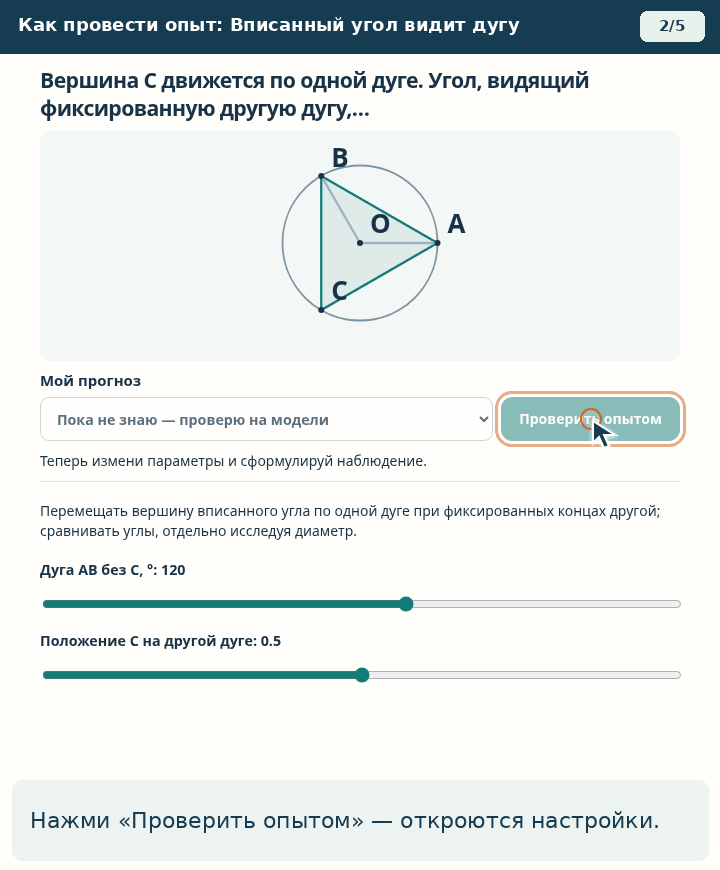 Как провести опыт: Вписанный угол видит дугу
2/5
Вершина C движется по одной дуге. Угол, видящий
фиксированную другую дугу,...
B
O
A
C
Мой прогноз
Пока не знаю — проверю на модели
Проверить опытом
Теперь измени параметры и сформулируй наблюдение.
Перемещать вершину вписанного угла по одной дуге при фиксированных концах другой;
сравнивать углы, отдельно исследуя диаметр.
Дуга AB без C, °: 120
Положение C на другой дуге: 0.5
Нажми «Проверить опытом» — откроются настройки.